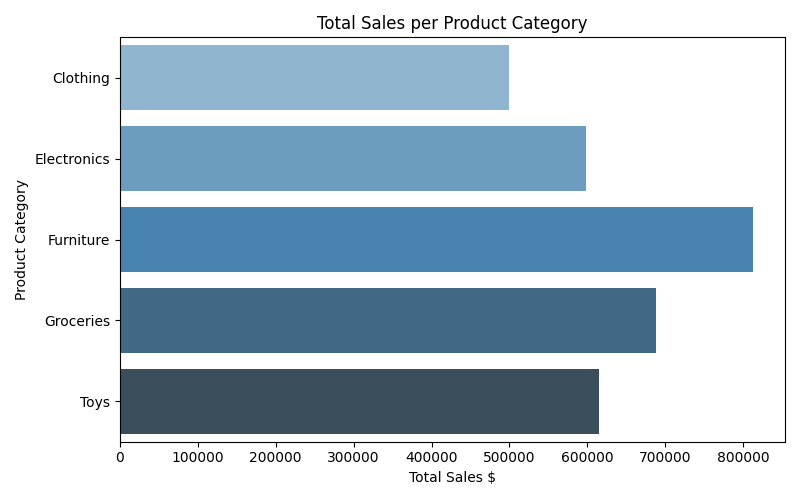 Total Sales per Product Category
Product Category
Clothing
Electronics
Furniture
Groceries
Toys
0 100000 200000 300000 400000 500000 600000 700000 800000
Total Sales $